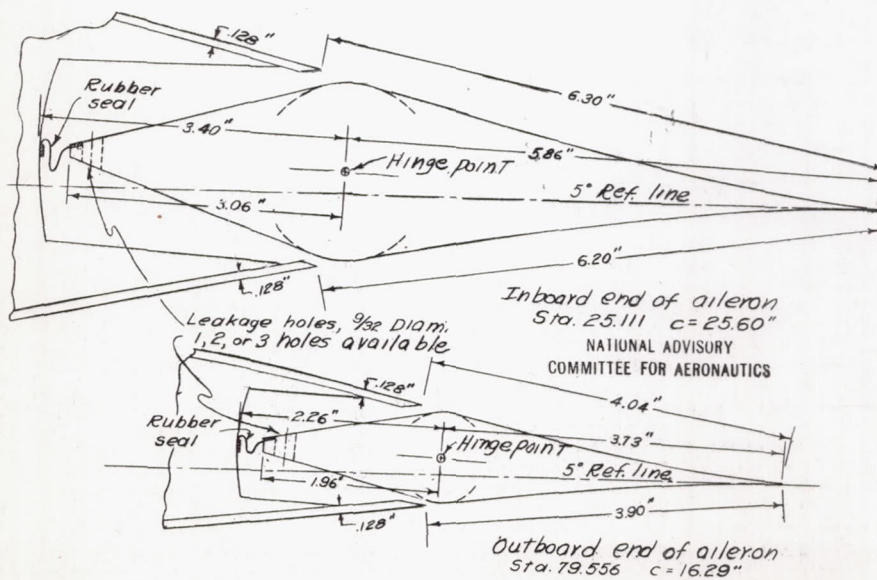 .128"
6.30"
Rubber
seal
3.40"
5.86"
Hinge point
5° Ref. line
3.06"
6.20"
.128"
Inboard end of aileron
Sta. 25.111 c=25.60"
NATIONAL ADVISORY
COMMITTEE FOR AERONAUTICS
Leakage holes, 9/32 Diam.
1, 2, or 3 holes available
.128"
4.04"
2.26"
3.73"
Rubber
seal
Hinge point
5° Ref. line
1.96"
3.90"
.128"
Outboard end of aileron
Sta. 79.556 c=16.29"